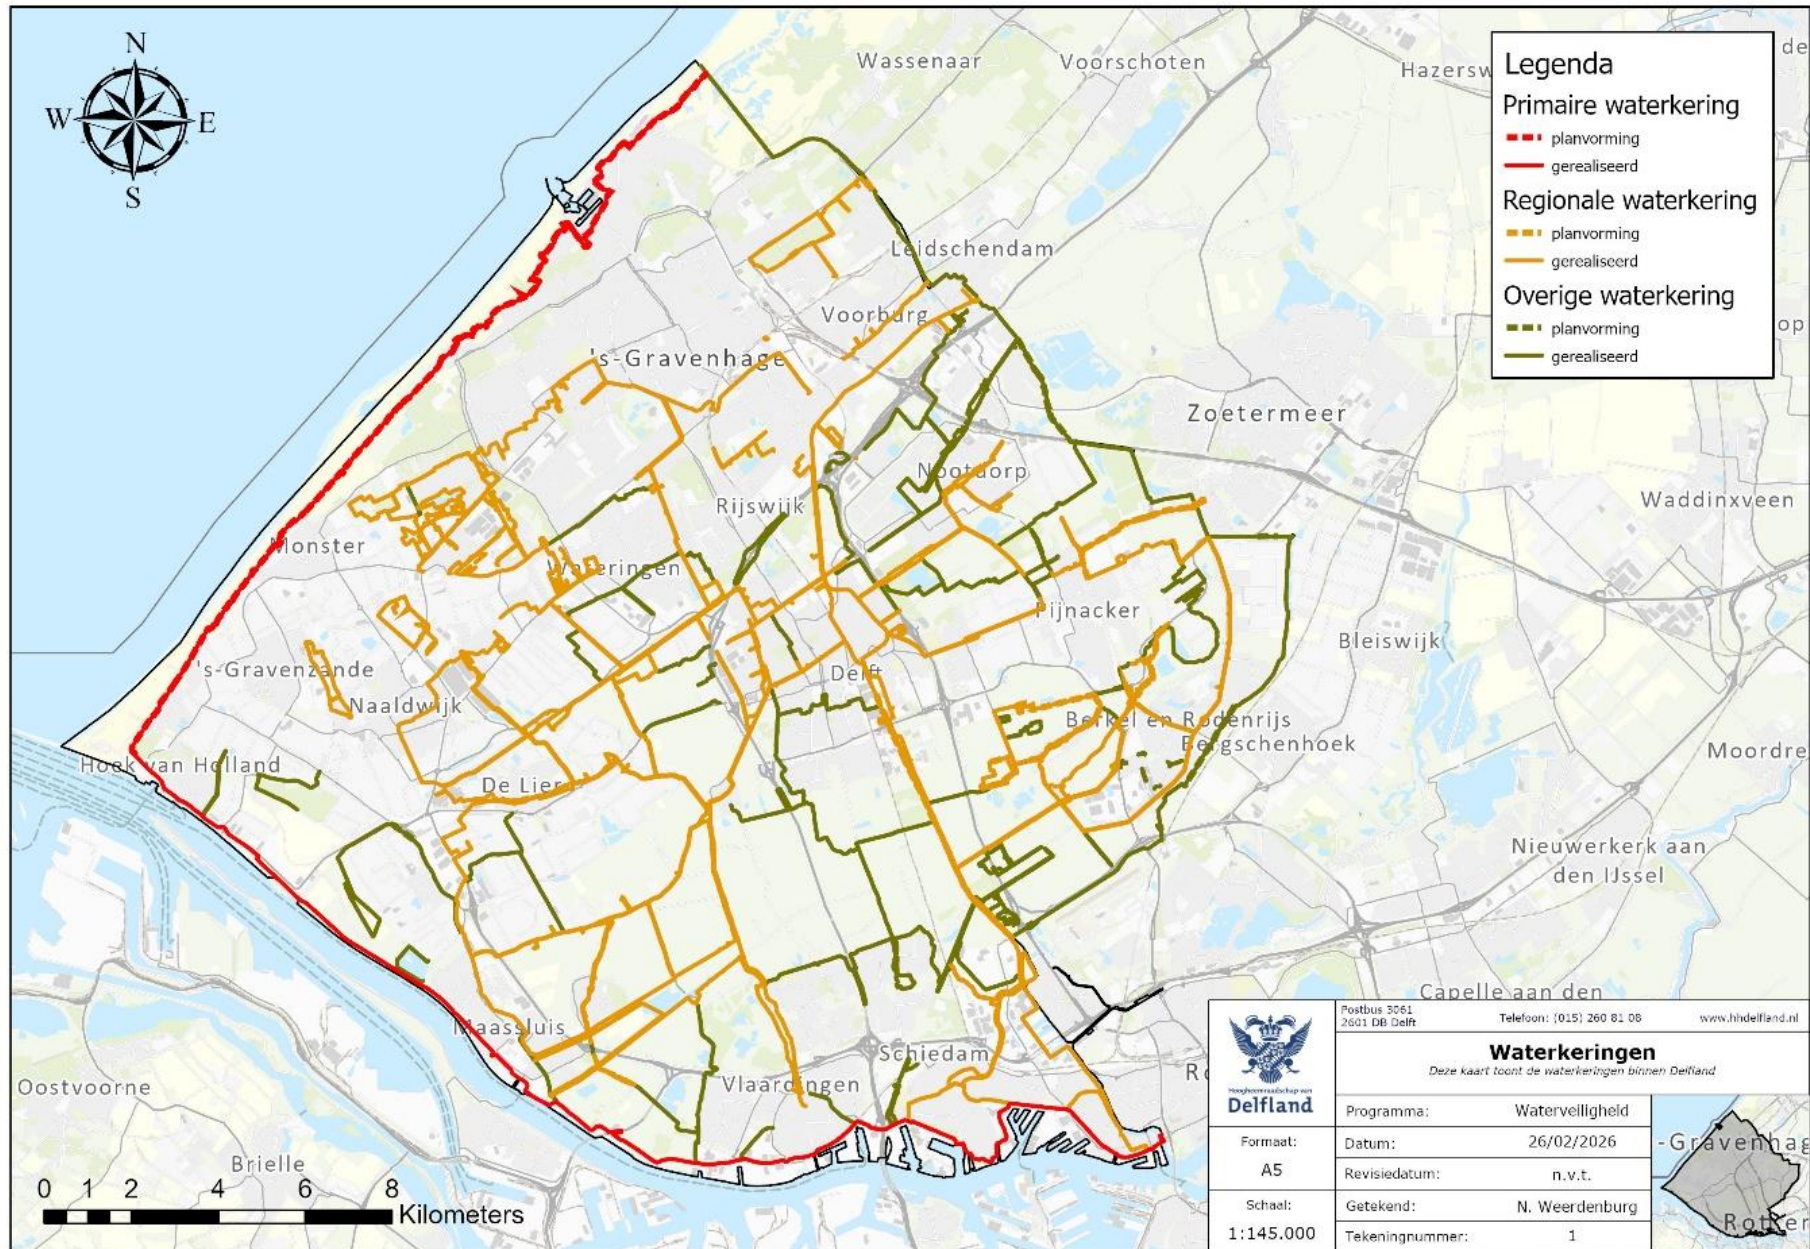 N
W
E
S
Wassenaar
Voorschoten
Hazersw
de
Legenda
Primaire waterkering
planvorming
gerealiseerd
Regionale waterkering
planvorming
gerealiseerd
Overige waterkering
planvorming
gerealiseerd
op
Leidschendam
Voorburg
's-Gravenhage
Zoetermeer
Nootdorp
Rijswijk
Waddinxveen
Monster
Wateringen
Pijnacker
Bleiswijk
's-Gravenzande
Delft
Naaldwijk
Berkel en Rodenrijs
Bergschenhoek
Moordre
Hoek van Holland
De Lier
Nieuwerkerk aan
den IJssel
Capelle aan den
Maassluis
Schiedam
Ro
Oostvoorne
Vlaardingen
Brielle
0 1 2 4 6 8
Kilometers
Hoogheemraadschap van
Delfland
Postbus 3061
2601 DB Delft
Telefoon: (015) 260 81 08
www.hhdelfland.nl
Waterkeringen
Deze kaart toont de waterkeringen binnen Delfland
Programma: Waterveiligheid
Formaat:
A5
Datum: 26/02/2026
Revisiedatum: n.v.t.
Schaal:
1:145.000
Getekend: N. Weerdenburg
Tekeningnummer: 1
-Gravenhag
Rotter